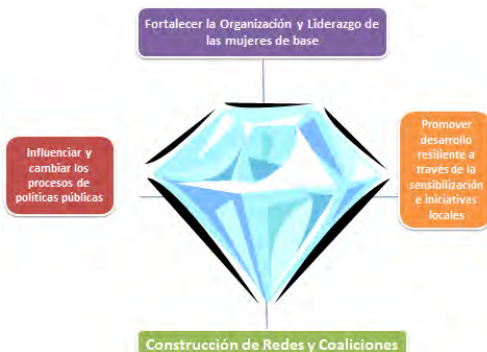 Fortalecer la Organización y Liderazgo de
las mujeres de base
Influenciar y
cambiar los
procesos de
políticas públicas
Promover
desarrollo
resiliente a
través de la
sensibilización
e iniciativas
locales
Construcción de Redes y Coaliciones